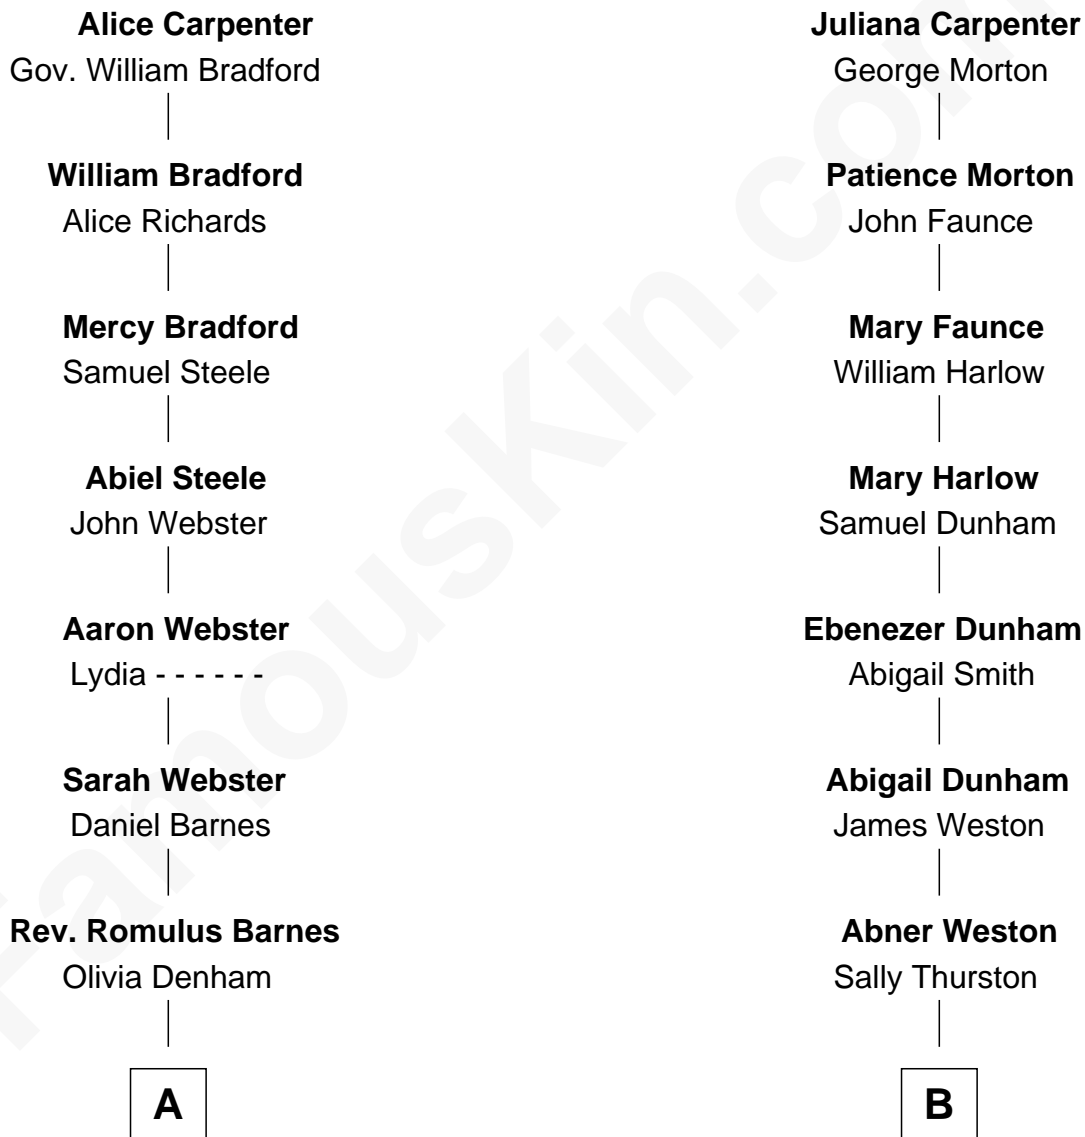 Alice Carpenter
Gov. William Bradford
William Bradford
Alice Richards
Mercy Bradford
Samuel Steele
Abiel Steele
John Webster
Aaron Webster
Lydia - - - - - -
Sarah Webster
Daniel Barnes
Rev. Romulus Barnes
Olivia Denham
A
Juliana Carpenter
George Morton
Patience Morton
John Faunce
Mary Faunce
William Harlow
Mary Harlow
Samuel Dunham
Ebenezer Dunham
Abigail Smith
Abigail Dunham
James Weston
Abner Weston
Sally Thurston
B
FamousKin.com